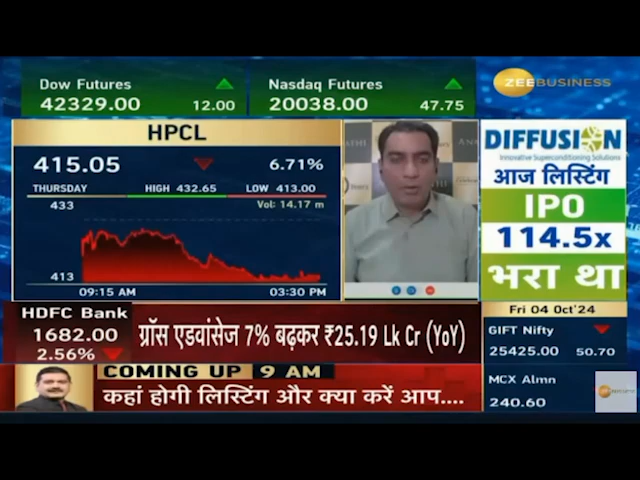 Dow Futures
42329.00 12.00
Nasdaq Futures
20038.00 47.75
ZEE BUSINESS
HPCL
415.05 6.71%
THURSDAY HIGH 432.65 LOW 413.00
433 Vol: 14.17 m
413
09:15 AM 03:30 PM
DIFFUSION
Innovative Superconditioning Solutions
आज लिस्टिंग
IPO
114.5x
भरा था
HDFC Bank
1682.00
2.56%
ग्रॉस एडवांसेज 7% बढ़कर ₹25.19 Lk Cr (YoY)
Fri 04 Oct'24
GIFT Nifty
25425.00 50.70
MCX Almn
240.60
COMING UP 9 AM
कहां होगी लिस्टिंग और क्या करें आप....
ZEE BUSINESS